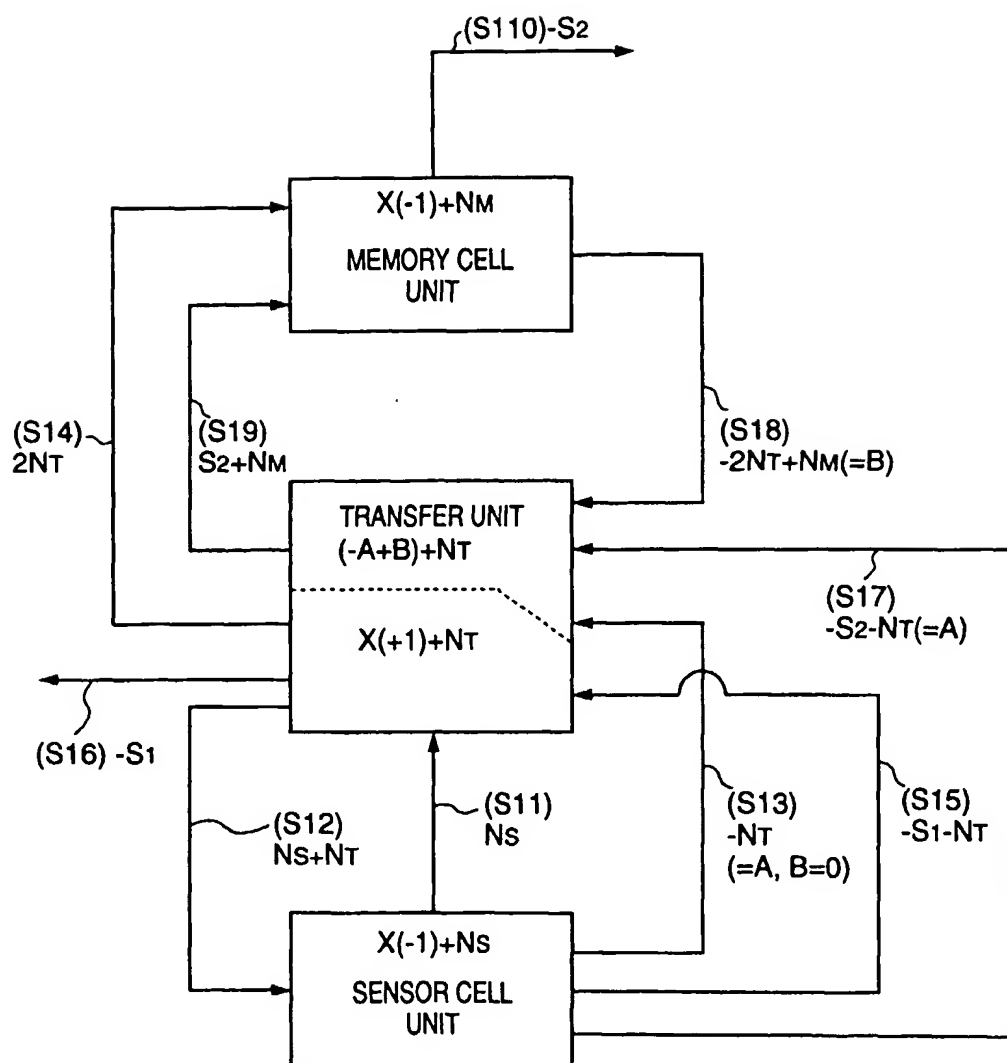 (S110)-S2
X(-1)+NM
MEMORY CELL
UNIT
(S14)
2NT
(S19)
S2+NM
(S18)
-2NT+NM(=B)
TRANSFER UNIT
(-A+B)+NT
X(+1)+NT
(S17)
-S2-NT(=A)
(S16) -S1
(S12)
NS+NT
(S11)
NS
(S13)
-NT
(=A, B=0)
(S15)
-S1-NT
X(-1)+NS
SENSOR CELL
UNIT